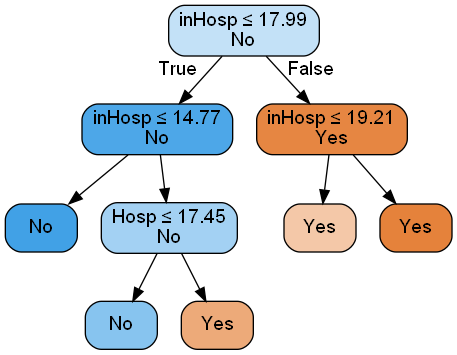 inHosp ≤ 17.99
No
True
False
inHosp ≤ 14.77
No
inHosp ≤ 19.21
Yes
No
Hosp ≤ 17.45
No
Yes
Yes
No
Yes